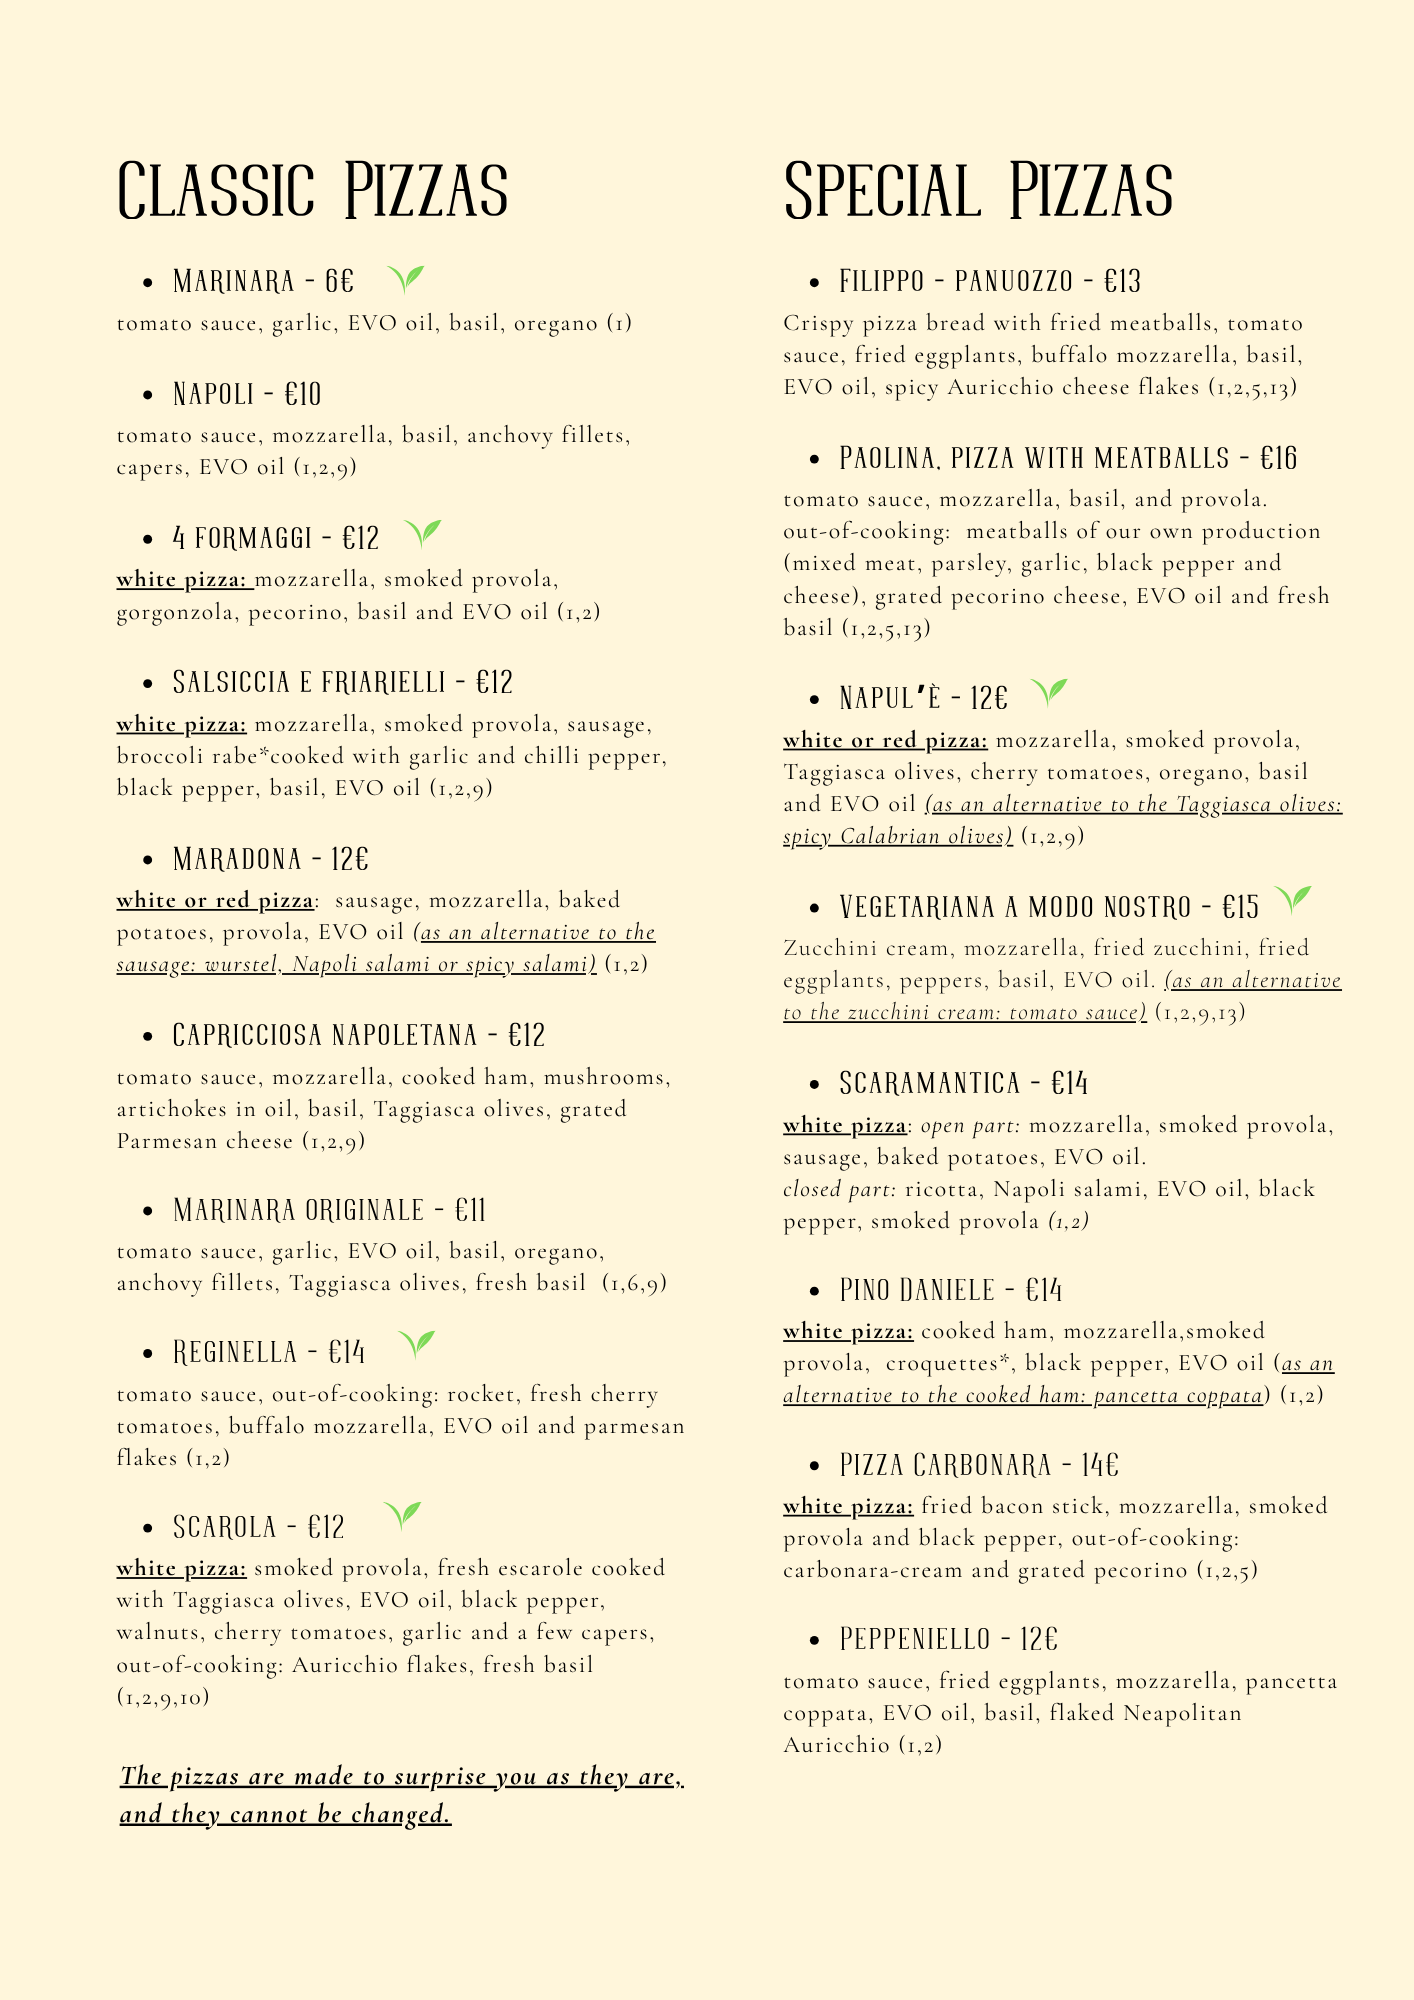 Classic Pizzas
• Marinara - 6€
tomato sauce, garlic, EVO oil, basil, oregano (1)
• Napoli - €10
tomato sauce, mozzarella, basil, anchovy fillets,
capers, EVO oil (1,2,9)
• 4 formaggi - €12
white pizza: mozzarella, smoked provola,
gorgonzola, pecorino, basil and EVO oil (1,2)
• Salsiccia e friarielli - €12
white pizza: mozzarella, smoked provola, sausage,
broccoli rabe*cooked with garlic and chilli pepper,
black pepper, basil, EVO oil (1,2,9)
• Maradona - 12€
white or red pizza:  sausage, mozzarella, baked
potatoes, provola, EVO oil (as an alternative to the
sausage: wurstel, Napoli salami or spicy salami) (1,2)
• Capricciosa napoletana - €12
tomato sauce, mozzarella, cooked ham, mushrooms,
artichokes in oil, basil, Taggiasca olives, grated
Parmesan cheese (1,2,9)
• Marinara originale - €11
tomato sauce, garlic, EVO oil, basil, oregano,
anchovy fillets, Taggiasca olives, fresh basil  (1,6,9)
• Reginella - €14
tomato sauce, out-of-cooking: rocket, fresh cherry
tomatoes, buffalo mozzarella, EVO oil and parmesan
flakes (1,2)
• Scarola - €12
white pizza: smoked provola, fresh escarole cooked
with Taggiasca olives, EVO oil, black pepper,
walnuts, cherry tomatoes, garlic and a few capers,
out-of-cooking: Auricchio flakes, fresh basil
(1,2,9,10)
The pizzas are made to surprise you as they are,
and they cannot be changed.
Special Pizzas
• Filippo - panuozzo - €13
Crispy pizza bread with fried meatballs, tomato
sauce, fried eggplants, buffalo mozzarella, basil,
EVO oil, spicy Auricchio cheese flakes (1,2,5,13)
• Paolina, pizza with meatballs - €16
tomato sauce, mozzarella, basil, and provola.
out-of-cooking:  meatballs of our own production
(mixed meat, parsley, garlic, black pepper and
cheese), grated pecorino cheese, EVO oil and fresh
basil (1,2,5,13)
• Napul'è - 12€
white or red pizza: mozzarella, smoked provola,
Taggiasca olives, cherry tomatoes, oregano, basil
and EVO oil (as an alternative to the Taggiasca olives:
spicy Calabrian olives) (1,2,9)
• Vegetariana a modo nostro - €15
Zucchini cream, mozzarella, fried zucchini, fried
eggplants, peppers, basil, EVO oil. (as an alternative
to the zucchini cream: tomato sauce) (1,2,9,13)
• Scaramantica - €14
white pizza: open part: mozzarella, smoked provola,
sausage, baked potatoes, EVO oil.
closed part: ricotta, Napoli salami, EVO oil, black
pepper, smoked provola (1,2)
• Pino Daniele - €14
white pizza: cooked ham, mozzarella,smoked
provola,  croquettes*, black pepper, EVO oil (as an
alternative to the cooked ham: pancetta coppata) (1,2)
• Pizza Carbonara - 14€
white pizza: fried bacon stick, mozzarella, smoked
provola and black pepper, out-of-cooking:
carbonara-cream and grated pecorino (1,2,5)
• Peppeniello - 12€
tomato sauce, fried eggplants, mozzarella, pancetta
coppata, EVO oil, basil, flaked Neapolitan
Auricchio (1,2)